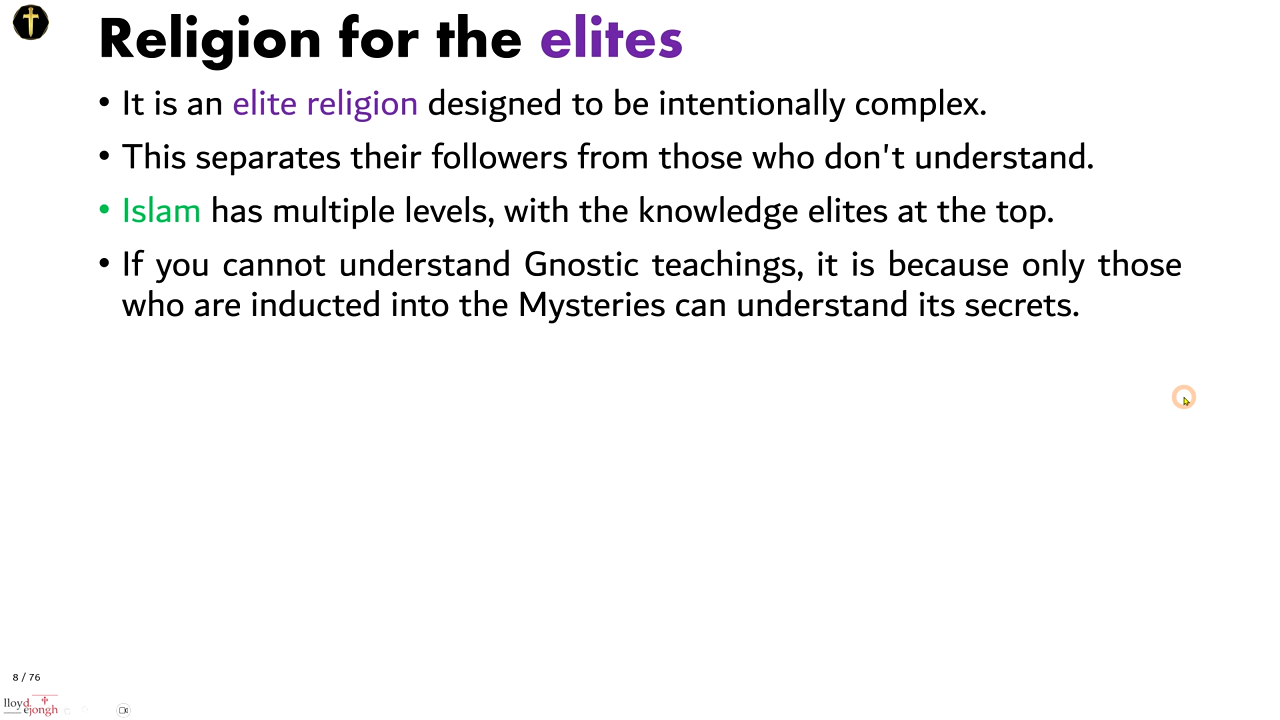 Religion for the elites
• It is an elite religion designed to be intentionally complex.
• This separates their followers from those who don't understand.
• Islam has multiple levels, with the knowledge elites at the top.
• If you cannot understand Gnostic teachings, it is because only those
who are inducted into the Mysteries can understand its secrets.
8 / 76
lloyd
dejongh